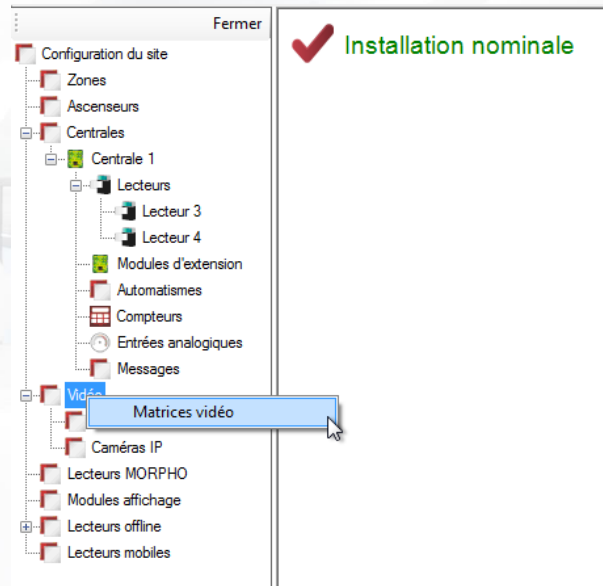 Fermer
Installation nominale
Configuration du site
Zones
Ascenseurs
Centrales
Centrale 1
Lecteurs
Lecteur 3
Lecteur 4
Modules d'extension
Automatismes
Compteurs
Entrées analogiques
Messages
Vidéo
Matrices vidéo
Caméras IP
Lecteurs MORPHO
Modules affichage
Lecteurs offline
Lecteurs mobiles